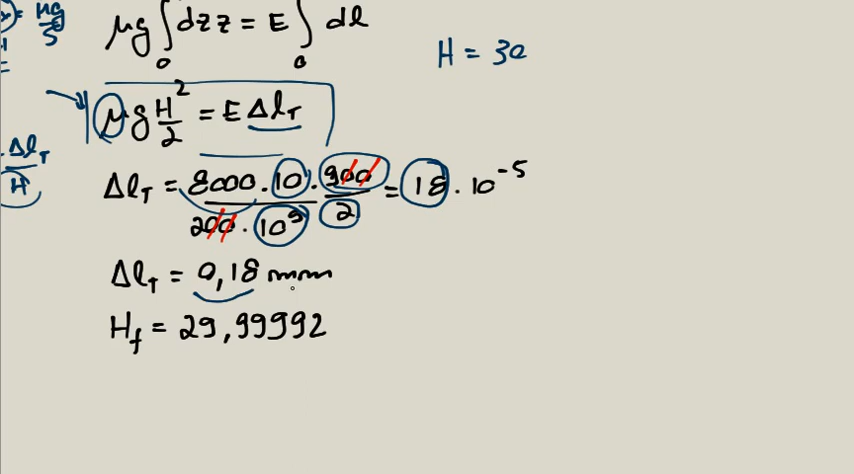 μg/s
μg ∫₀ dz z = E ∫₀ dl
H = 30
μg H²/2 = E Δl_T
Δl_T/H
Δl_T = 8000 . 10 . 900 / 200 . 10⁹ . 2 = 18 . 10⁻⁵
Δl_T = 0,18 mm
H_f = 29,99992